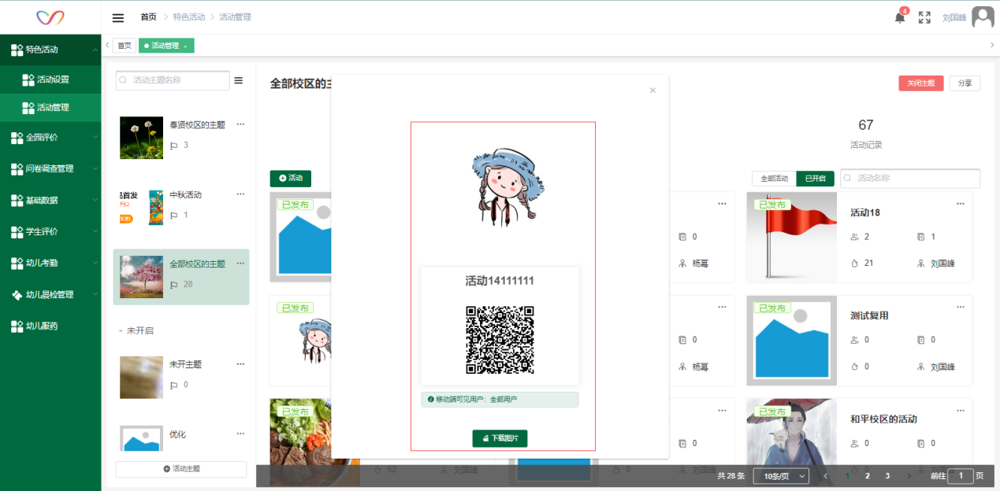 首页 特色活动 活动管理
4
刘国峰
特色活动
活动设置
活动管理
全园评价
问卷调查管理
基础数据
学生评价
幼儿考勤
幼儿晨检管理
幼儿服药
首页
活动管理
活动主题名称
奉贤校区的主题
3
中秋活动
1
全部校区的主题
28
未开启
未开主题
0
优化
活动主题
全部校区的主
关闭主题
分享
67
活动记录
活动
全部活动
已开启
活动名称
已发布
0
杨幂
已发布
活动18
2
1
21
刘国峰
已发布
0
杨幂
已发布
测试复用
0
0
0
刘国峰
已发布
62
刘国峰
0
0
已发布
和平校区的活动
0
0
活动14111111
移动端可见用户：全部用户
下载图片
共 28 条
10条/页
1
2
3
前往
1
页